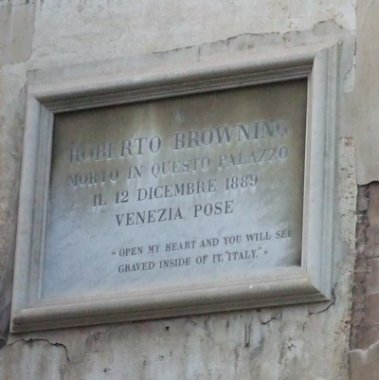 A
ROBERTO BROWNING
MORTO IN QUESTO PALAZZO
IL 12 DICEMBRE 1889
VENEZIA POSE
"OPEN MY HEART AND YOU WILL SEE
GRAVED INSIDE OF IT, "ITALY.""